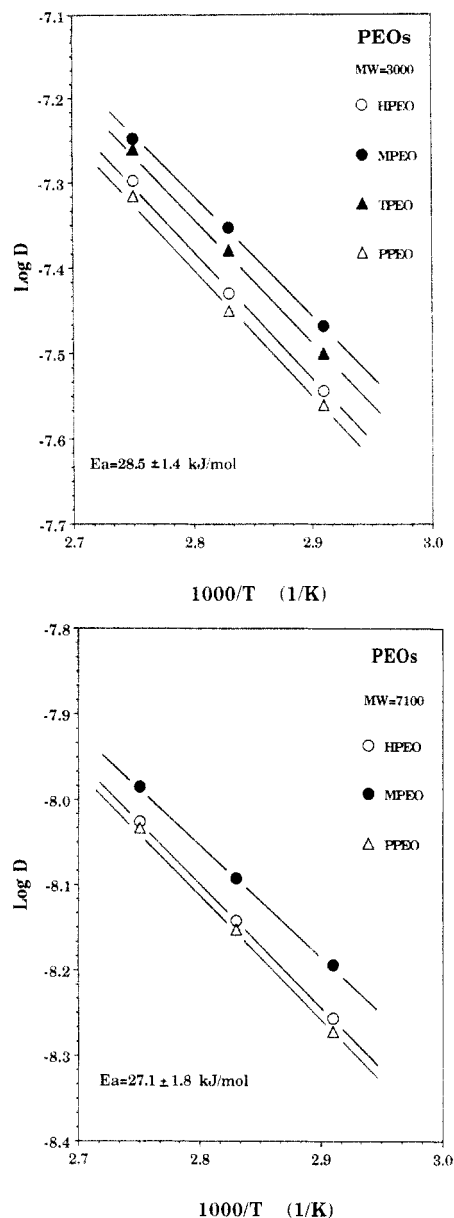 -7.1
PEOs
MW=3000
-7.2
HPEO
MPEO
-7.3
TPEO
PPEO
Log D
-7.4
-7.5
-7.6
Ea=28.5 ±1.4 kJ/mol
-7.7
2.7 2.8 2.9 3.0
1000/T (1/K)
-7.8
PEOs
MW=7100
-7.9
HPEO
-8.0
MPEO
PPEO
Log D
-8.1
-8.2
-8.3
Ea=27.1 ± 1.8 kJ/mol
-8.4
2.7 2.8 2.9 3.0
1000/T (1/K)